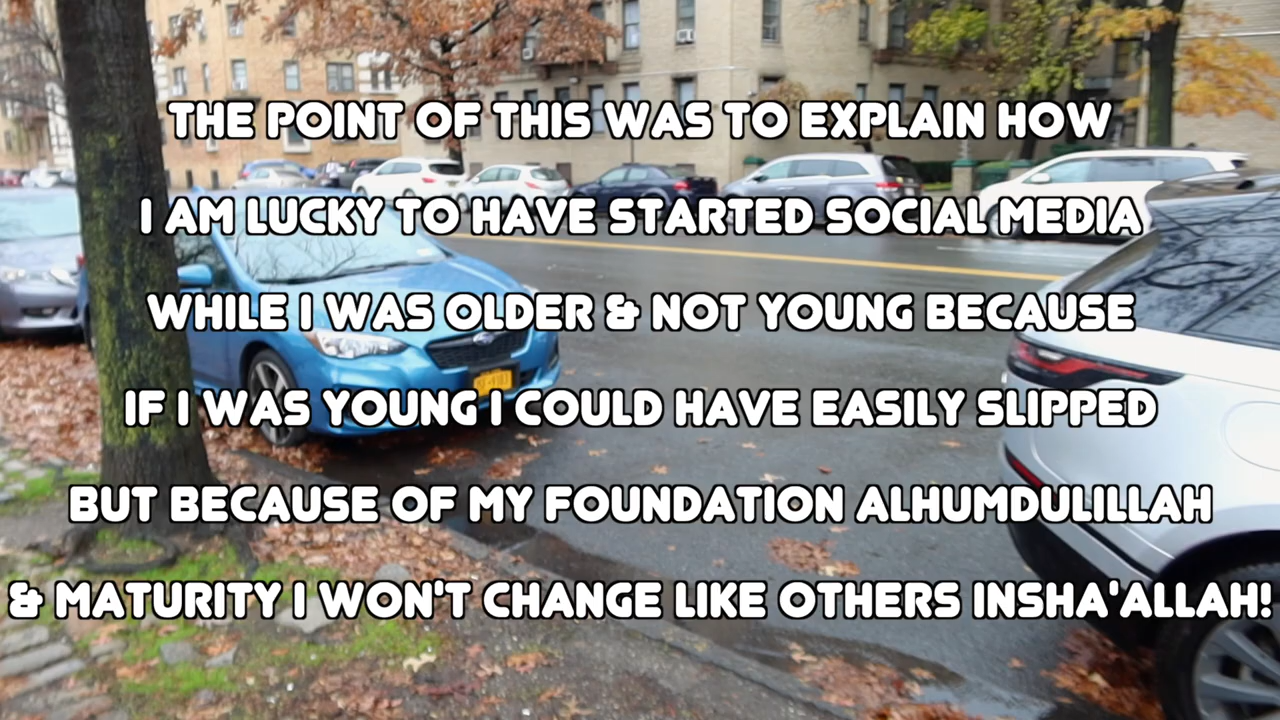 THE POINT OF THIS WAS TO EXPLAIN HOW
I AM LUCKY TO HAVE STARTED SOCIAL MEDIA
WHILE I WAS OLDER & NOT YOUNG BECAUSE
IF I WAS YOUNG I COULD HAVE EASILY SLIPPED
BUT BECAUSE OF MY FOUNDATION ALHUMDULILLAH
& MATURITY I WON'T CHANGE LIKE OTHERS INSHA'ALLAH!